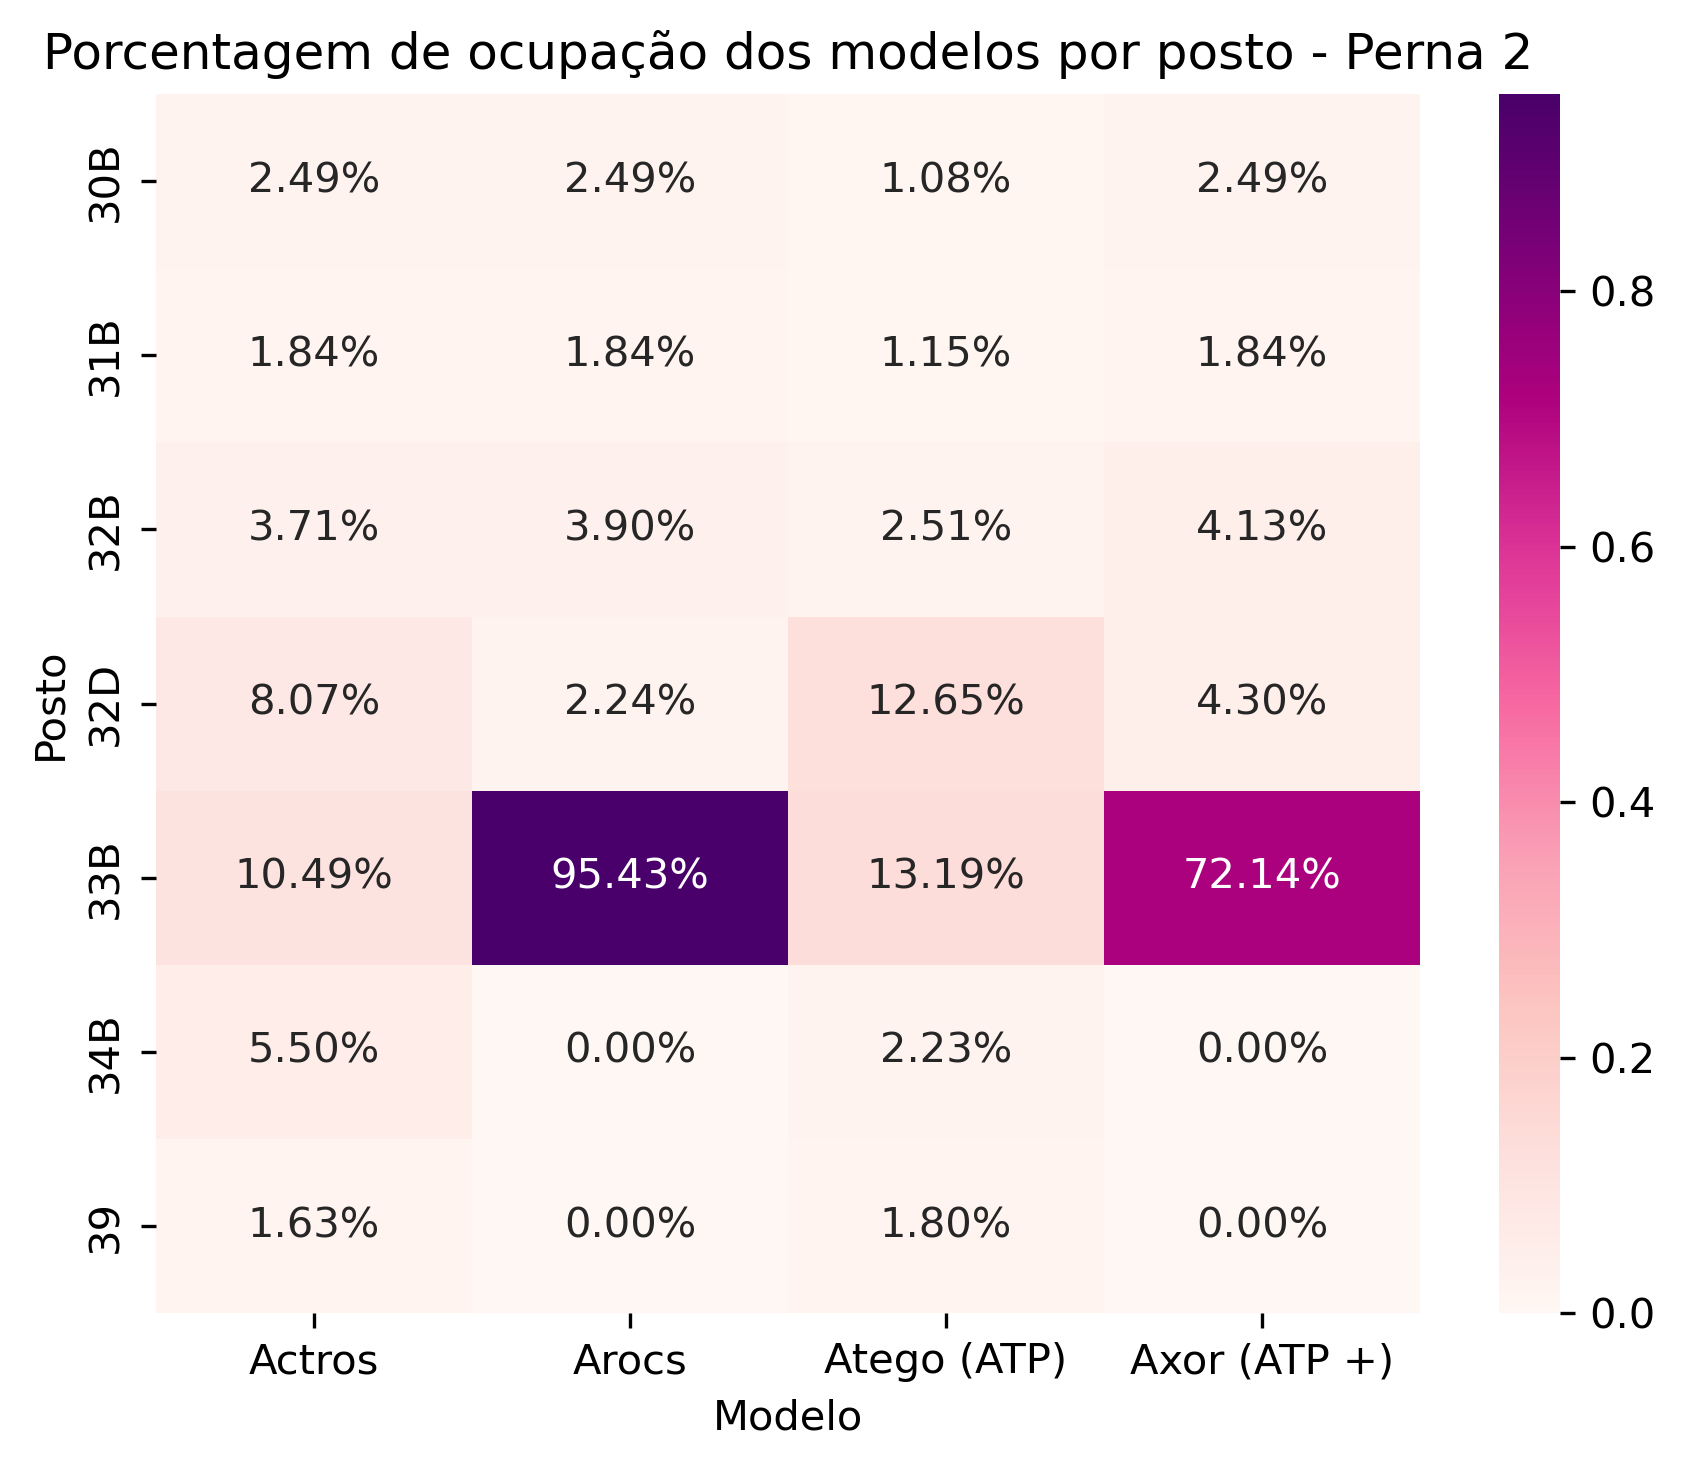 Porcentagem de ocupação dos modelos por posto - Perna 2
30B 2.49% 2.49% 1.08% 2.49%
31B 1.84% 1.84% 1.15% 1.84%
32B 3.71% 3.90% 2.51% 4.13%
32D 8.07% 2.24% 12.65% 4.30%
33B 10.49% 95.43% 13.19% 72.14%
34B 5.50% 0.00% 2.23% 0.00%
39 1.63% 0.00% 1.80% 0.00%
Posto
Actros Arocs Atego (ATP) Axor (ATP +)
Modelo
0.8
0.6
0.4
0.2
0.0